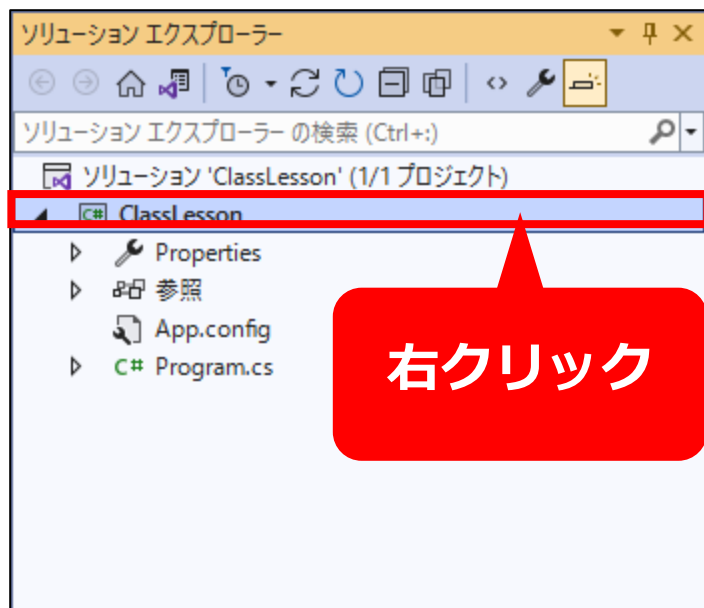 ソリューション エクスプローラー
ソリューション エクスプローラー の検索 (Ctrl+:)
ソリューション 'ClassLesson' (1/1 プロジェクト)
C# ClassLesson
Properties
参照
App.config
C# Program.cs
右クリック